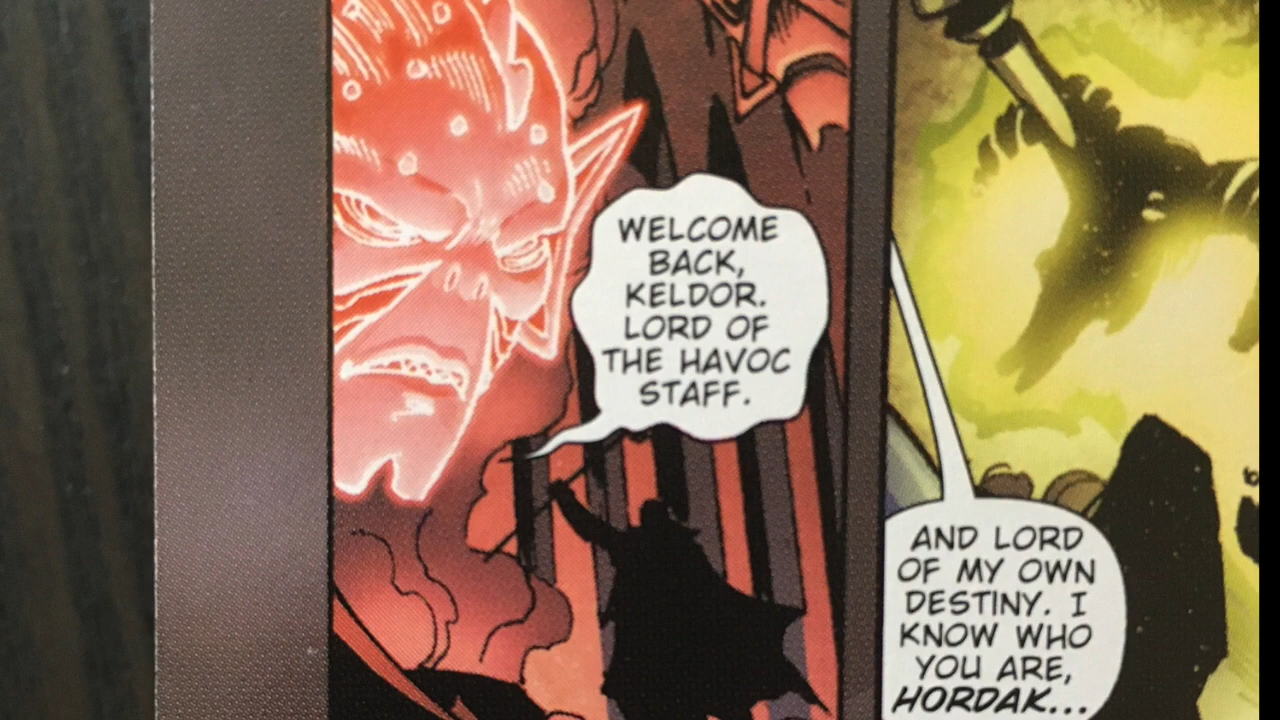 WELCOME
BACK,
KELDOR.
LORD OF
THE HAVOC
STAFF.
AND LORD
OF MY OWN
DESTINY. I
KNOW WHO
YOU ARE,
HORDAK...